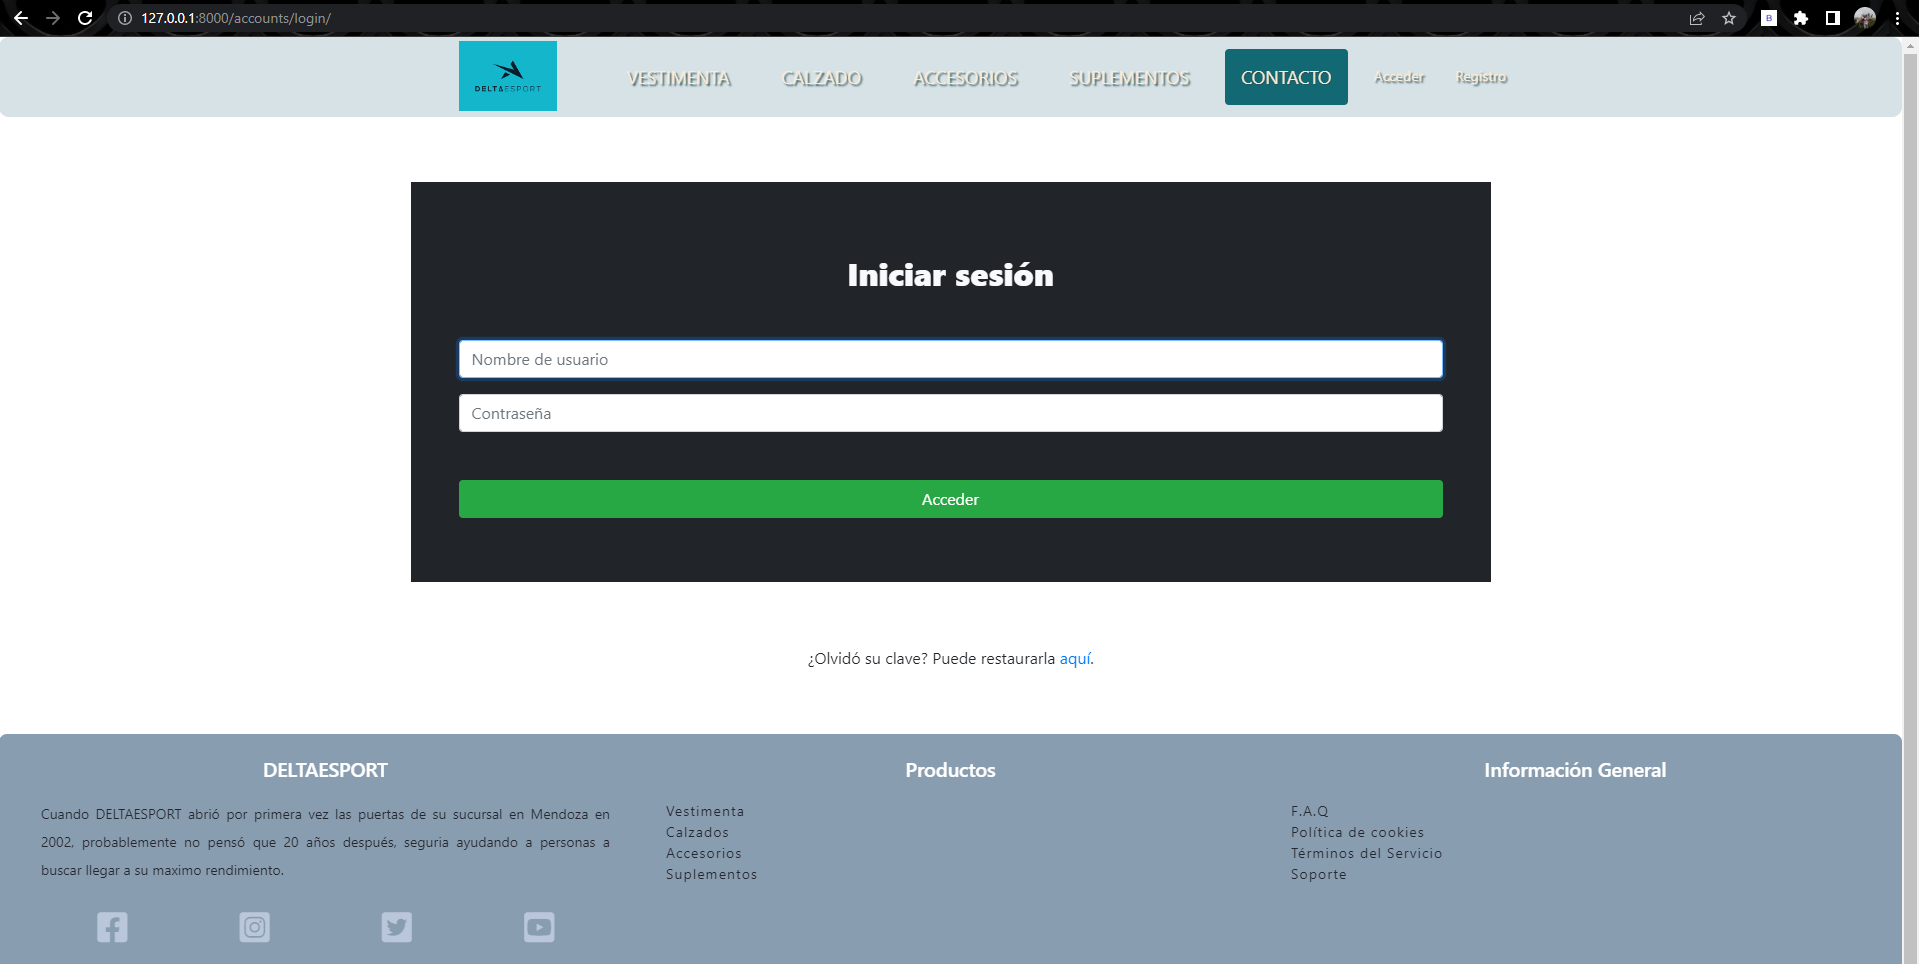 127.0.0.1:8000/accounts/login/
B
DELTAESPORT
VESTIMENTA
CALZADO
ACCESORIOS
SUPLEMENTOS
CONTACTO
Acceder
Registro
Iniciar sesión
Nombre de usuario
Contraseña
Acceder
¿Olvidó su clave? Puede restaurarla aquí.
DELTAESPORT
Cuando DELTAESPORT abrió por primera vez las puertas de su sucursal en Mendoza en
2002, probablemente no pensó que 20 años después, seguria ayudando a personas a
buscar llegar a su maximo rendimiento.
Productos
Vestimenta
Calzados
Accesorios
Suplementos
Información General
F.A.Q
Política de cookies
Términos del Servicio
Soporte